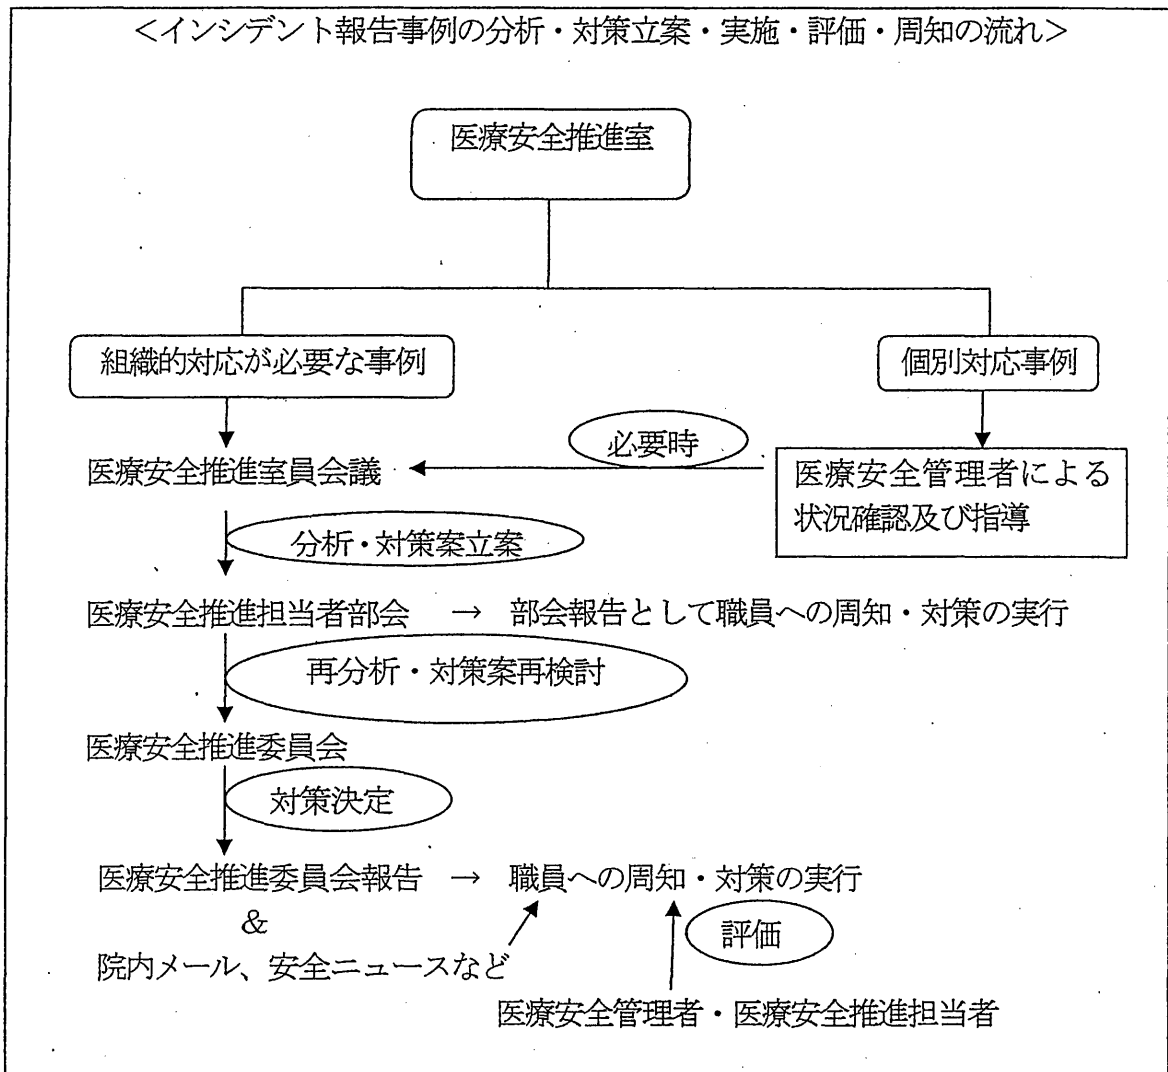 <インシデント報告事例の分析・対策立案・実施・評価・周知の流れ>
医療安全推進室
組織的対応が必要な事例
個別対応事例
必要時
医療安全推進室員会議
医療安全管理者による
状況確認及び指導
分析・対策案立案
医療安全推進担当者部会 → 部会報告として職員への周知・対策の実行
再分析・対策案再検討
医療安全推進委員会
対策決定
医療安全推進委員会報告 → 職員への周知・対策の実行
&
評価
院内メール、安全ニュースなど
医療安全管理者・医療安全推進担当者